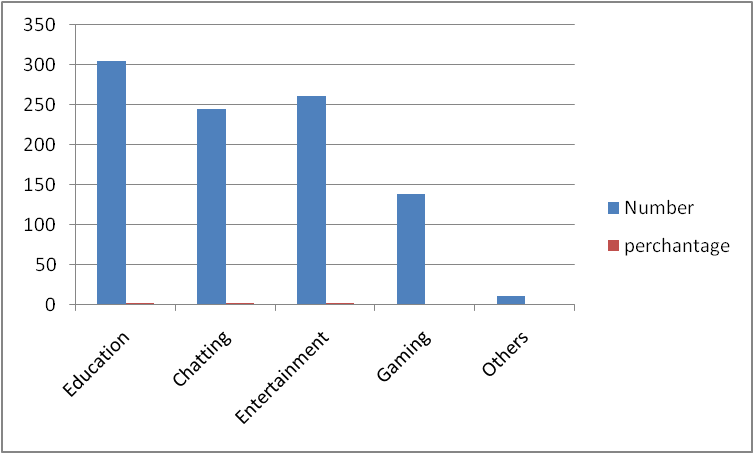 350
300
250
200
150
100
50
0
Education
Chatting
Entertainment
Gaming
Others
Number
perchantage